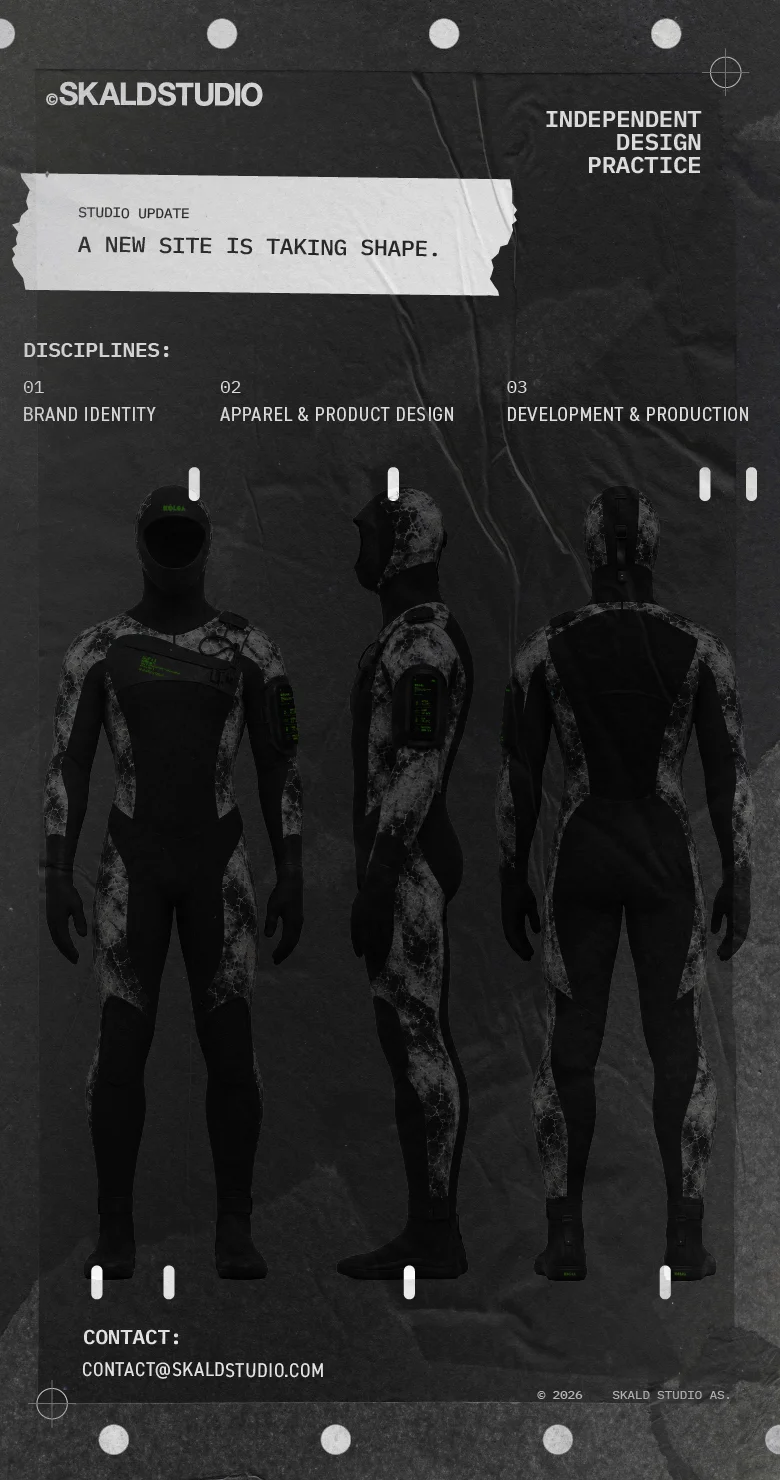 ©SKALDSTUDIO
INDEPENDENT
DESIGN
PRACTICE
STUDIO UPDATE
A NEW SITE IS TAKING SHAPE.
DISCIPLINES:
01
BRAND IDENTITY
02
APPAREL & PRODUCT DESIGN
03
DEVELOPMENT & PRODUCTION
CONTACT:
CONTACT@SKALDSTUDIO.COM
© 2026 SKALD STUDIO AS.